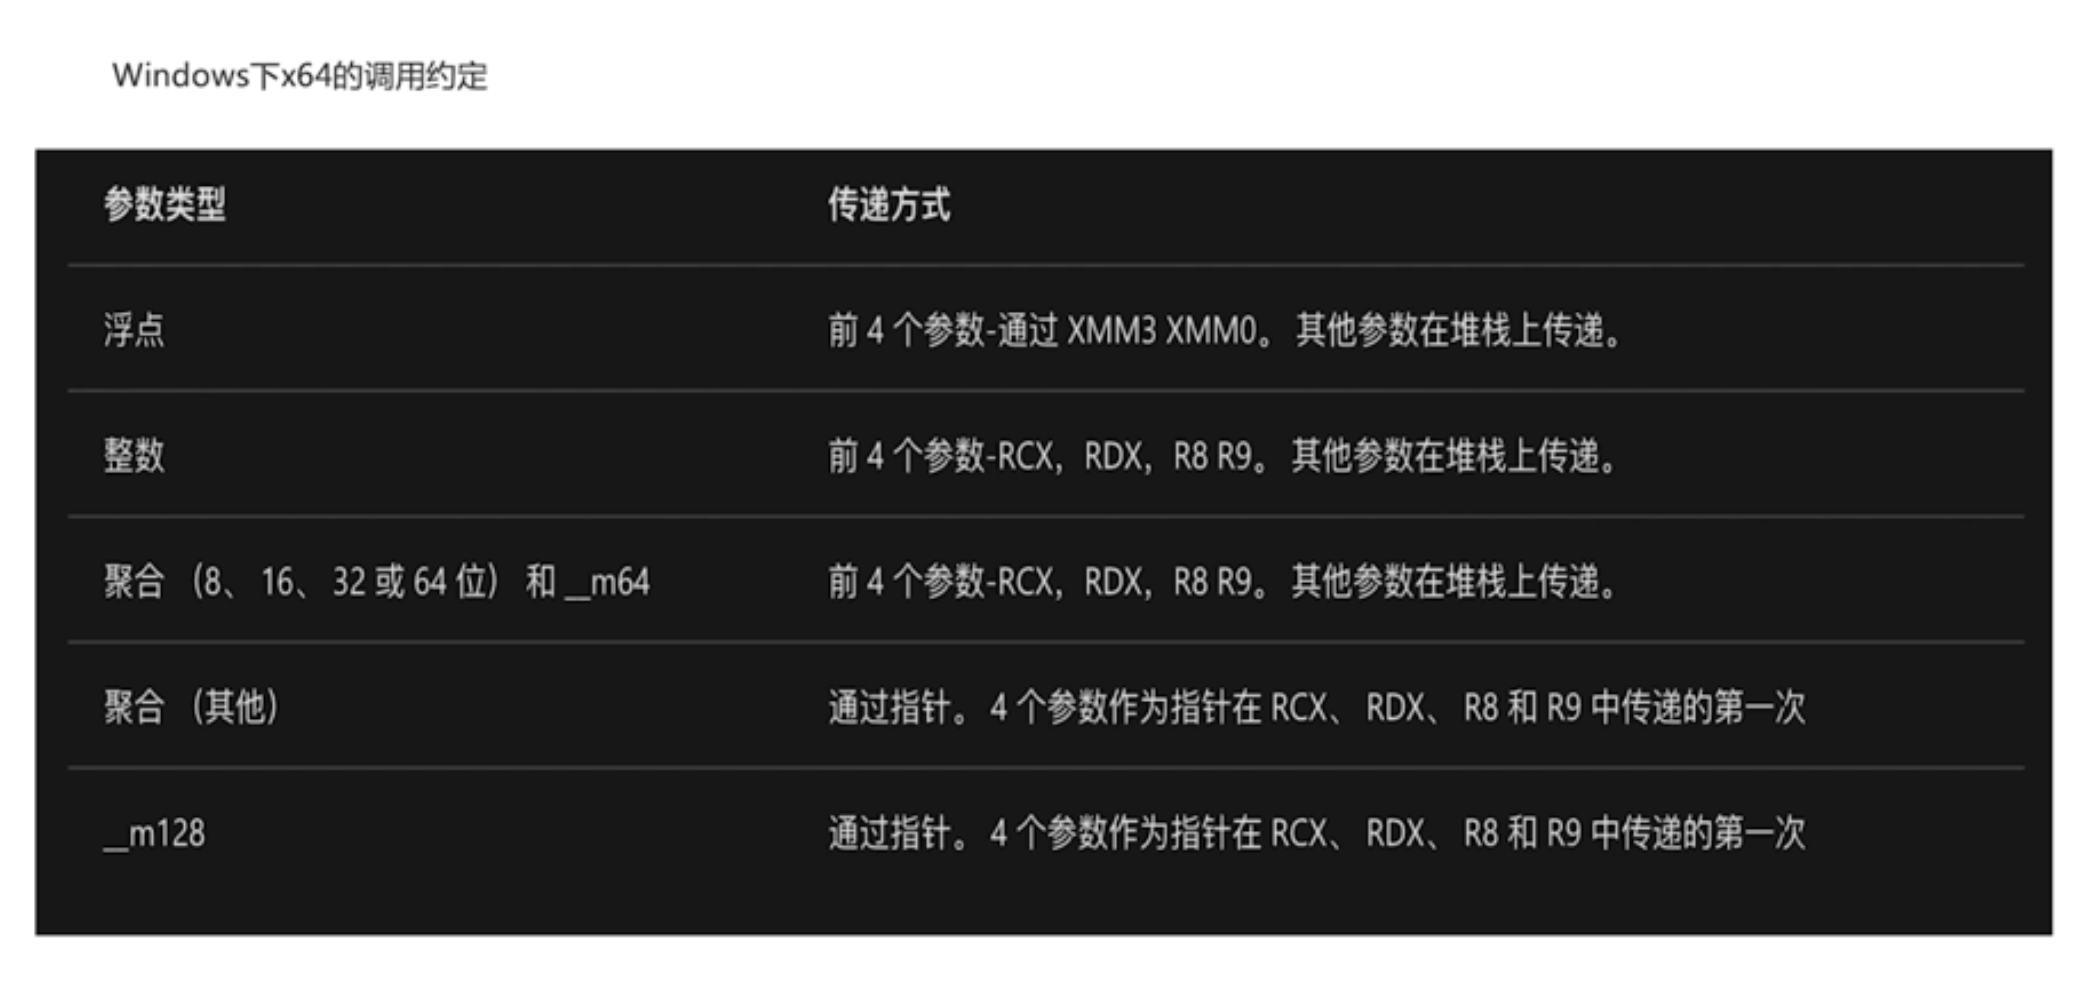 Windows下x64的调用约定
参数类型 传递方式
浮点 前 4 个参数-通过 XMM3 XMM0。 其他参数在堆栈上传递。
整数 前 4 个参数-RCX，RDX，R8 R9。 其他参数在堆栈上传递。
聚合 （8、 16、 32 或 64 位） 和 __m64 前 4 个参数-RCX，RDX，R8 R9。 其他参数在堆栈上传递。
聚合 （其他） 通过指针。 4 个参数作为指针在 RCX、 RDX、 R8 和 R9 中传递的第一次
__m128 通过指针。 4 个参数作为指针在 RCX、 RDX、 R8 和 R9 中传递的第一次